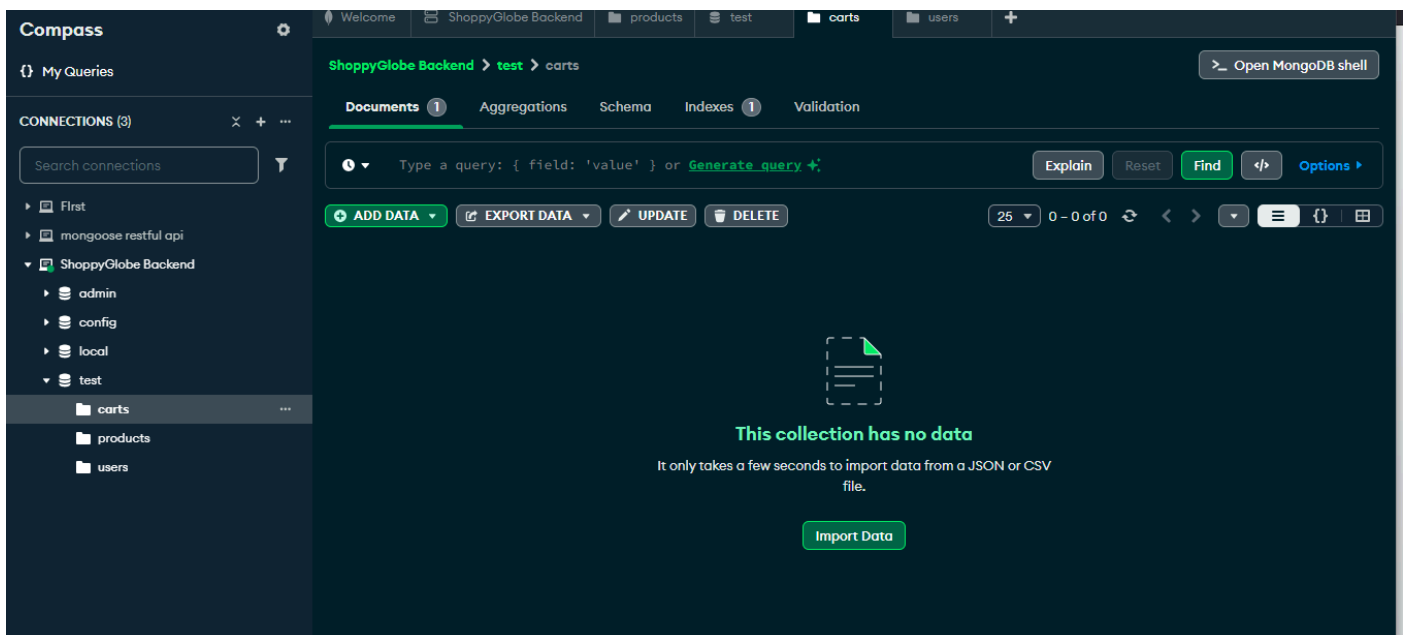 Compass
{} My Queries
CONNECTIONS (3)
Search connections
FIrst
mongoose restful api
ShoppyGlobe Backend
admin
config
local
test
carts
products
users
Welcome
ShoppyGlobe Backend
products
test
carts
users
ShoppyGlobe Backend > test > carts
>_ Open MongoDB shell
Documents 1 Aggregations Schema Indexes 1 Validation
Type a query: { field: 'value' } or Generate query
Explain Reset Find </> Options
ADD DATA EXPORT DATA UPDATE DELETE
25 0 – 0 of 0 {}
This collection has no data
It only takes a few seconds to import data from a JSON or CSV
file.
Import Data